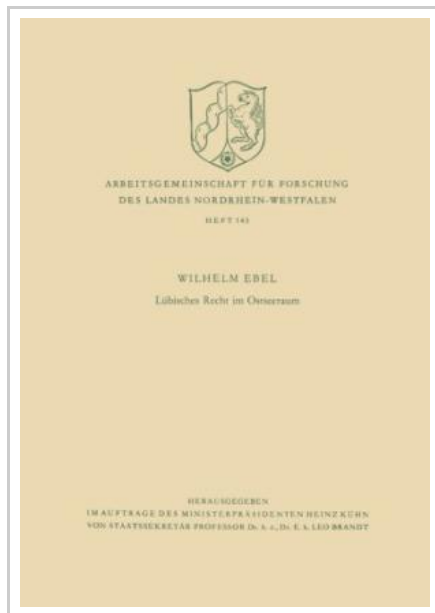 ARBEITSGEMEINSCHAFT FÜR FORSCHUNG
DES LANDES NORDRHEIN-WESTFALEN
HEFT 143
WILHELM EBEL
Lübisches Recht im Ostseeraum
HERAUSGEGEBEN
IM AUFTRAGE DES MINISTERPRÄSIDENTEN HEINZ KÜHN
VON STAATSSEKRETÄR PROFESSOR Dr. h. c., Dr. E. h. LEO BRANDT